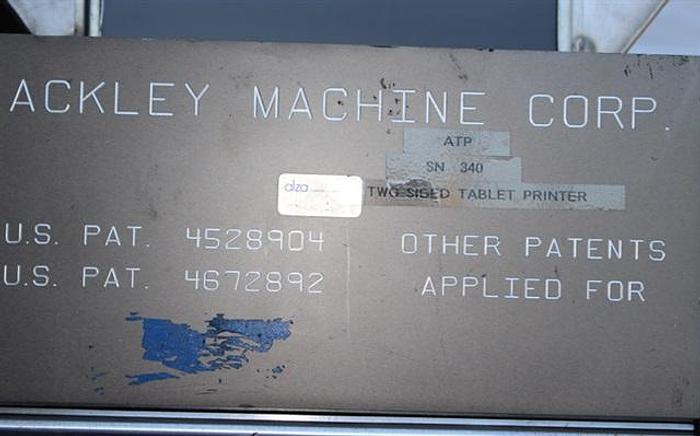 ACKLEY MACHINE CORP.
ATP
SN 340
alza
TWO SIDED TABLET PRINTER
U.S. PAT. 4528904
U.S. PAT. 4672892
OTHER PATENTS
APPLIED FOR